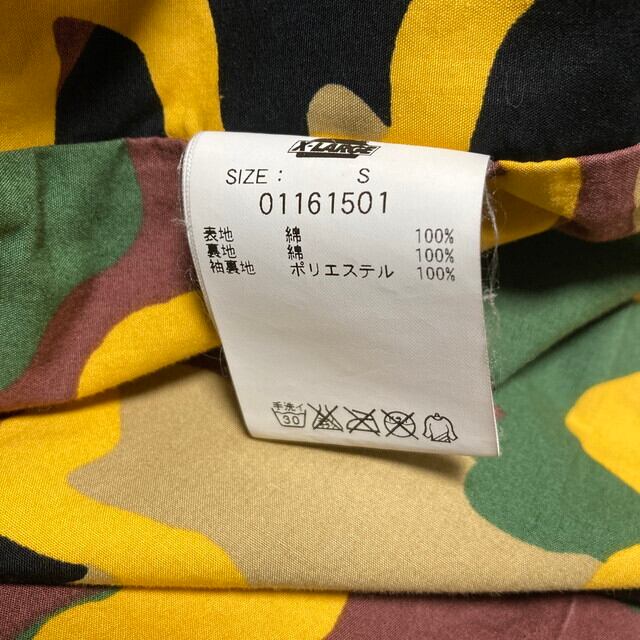 X-LARGE
SIZE : S
01161501
表地 綿 100%
裏地 綿 100%
袖裏地 ポリエステル 100%
手洗イ
30